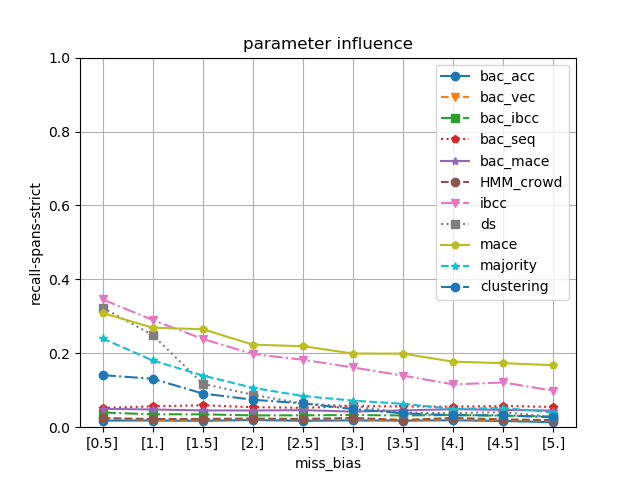 parameter influence
1.0
0.8
0.6
0.4
0.2
0.0
recall-spans-strict
bac_acc
bac_vec
bac_ibcc
bac_seq
bac_mace
HMM_crowd
ibcc
ds
mace
majority
clustering
[0.5] [1.] [1.5] [2.] [2.5] [3.] [3.5] [4.] [4.5] [5.]
miss_bias